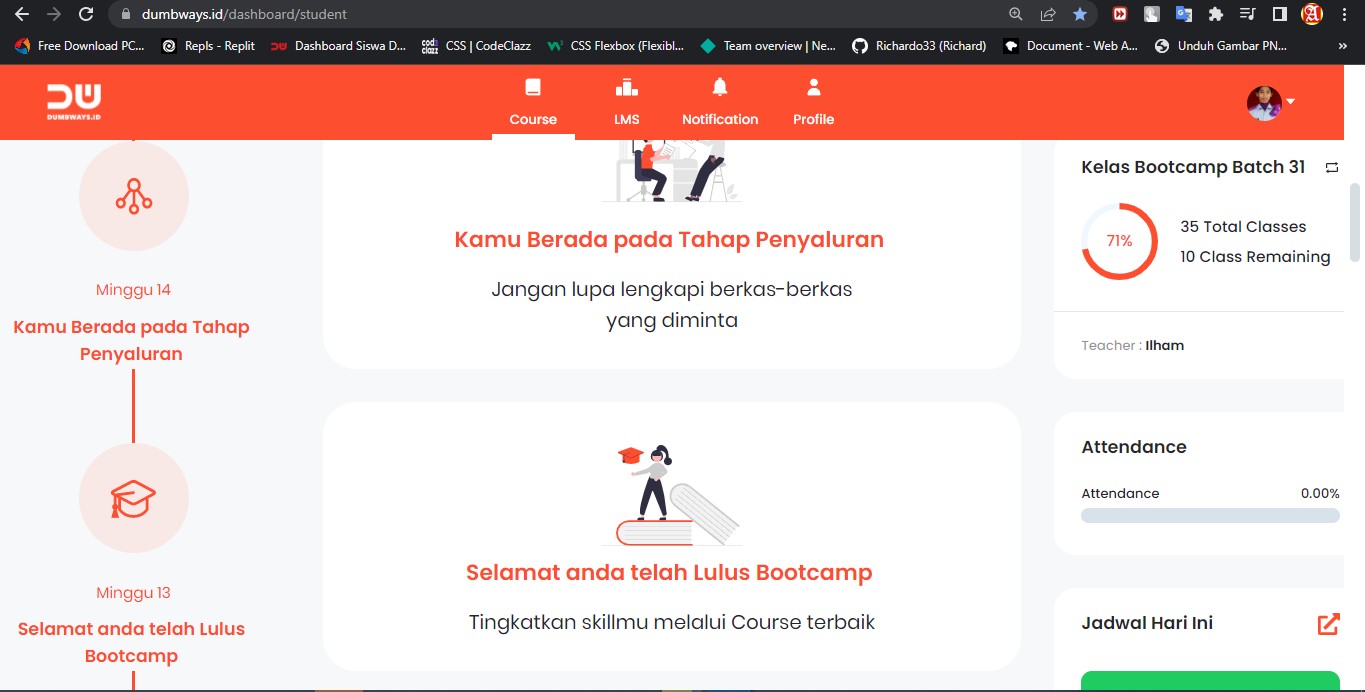 dumbways.id/dashboard/student
Free Download PC...
Repls - Replit
Dashboard Siswa D...
CSS | CodeClazz
CSS Flexbox (Flexibl...
Team overview | Ne...
Richardo33 (Richard)
Document - Web A...
Unduh Gambar PN...
»
DW
DUMBWAYS.ID
Course
LMS
Notification
Profile
Minggu 14
Kamu Berada pada Tahap
Penyaluran
Minggu 13
Selamat anda telah Lulus
Bootcamp
Kamu Berada pada Tahap Penyaluran
Jangan lupa lengkapi berkas-berkas
yang diminta
Selamat anda telah Lulus Bootcamp
Tingkatkan skillmu melalui Course terbaik
Kelas Bootcamp Batch 31
71%
35 Total Classes
10 Class Remaining
Teacher : Ilham
Attendance
Attendance 0.00%
Jadwal Hari Ini